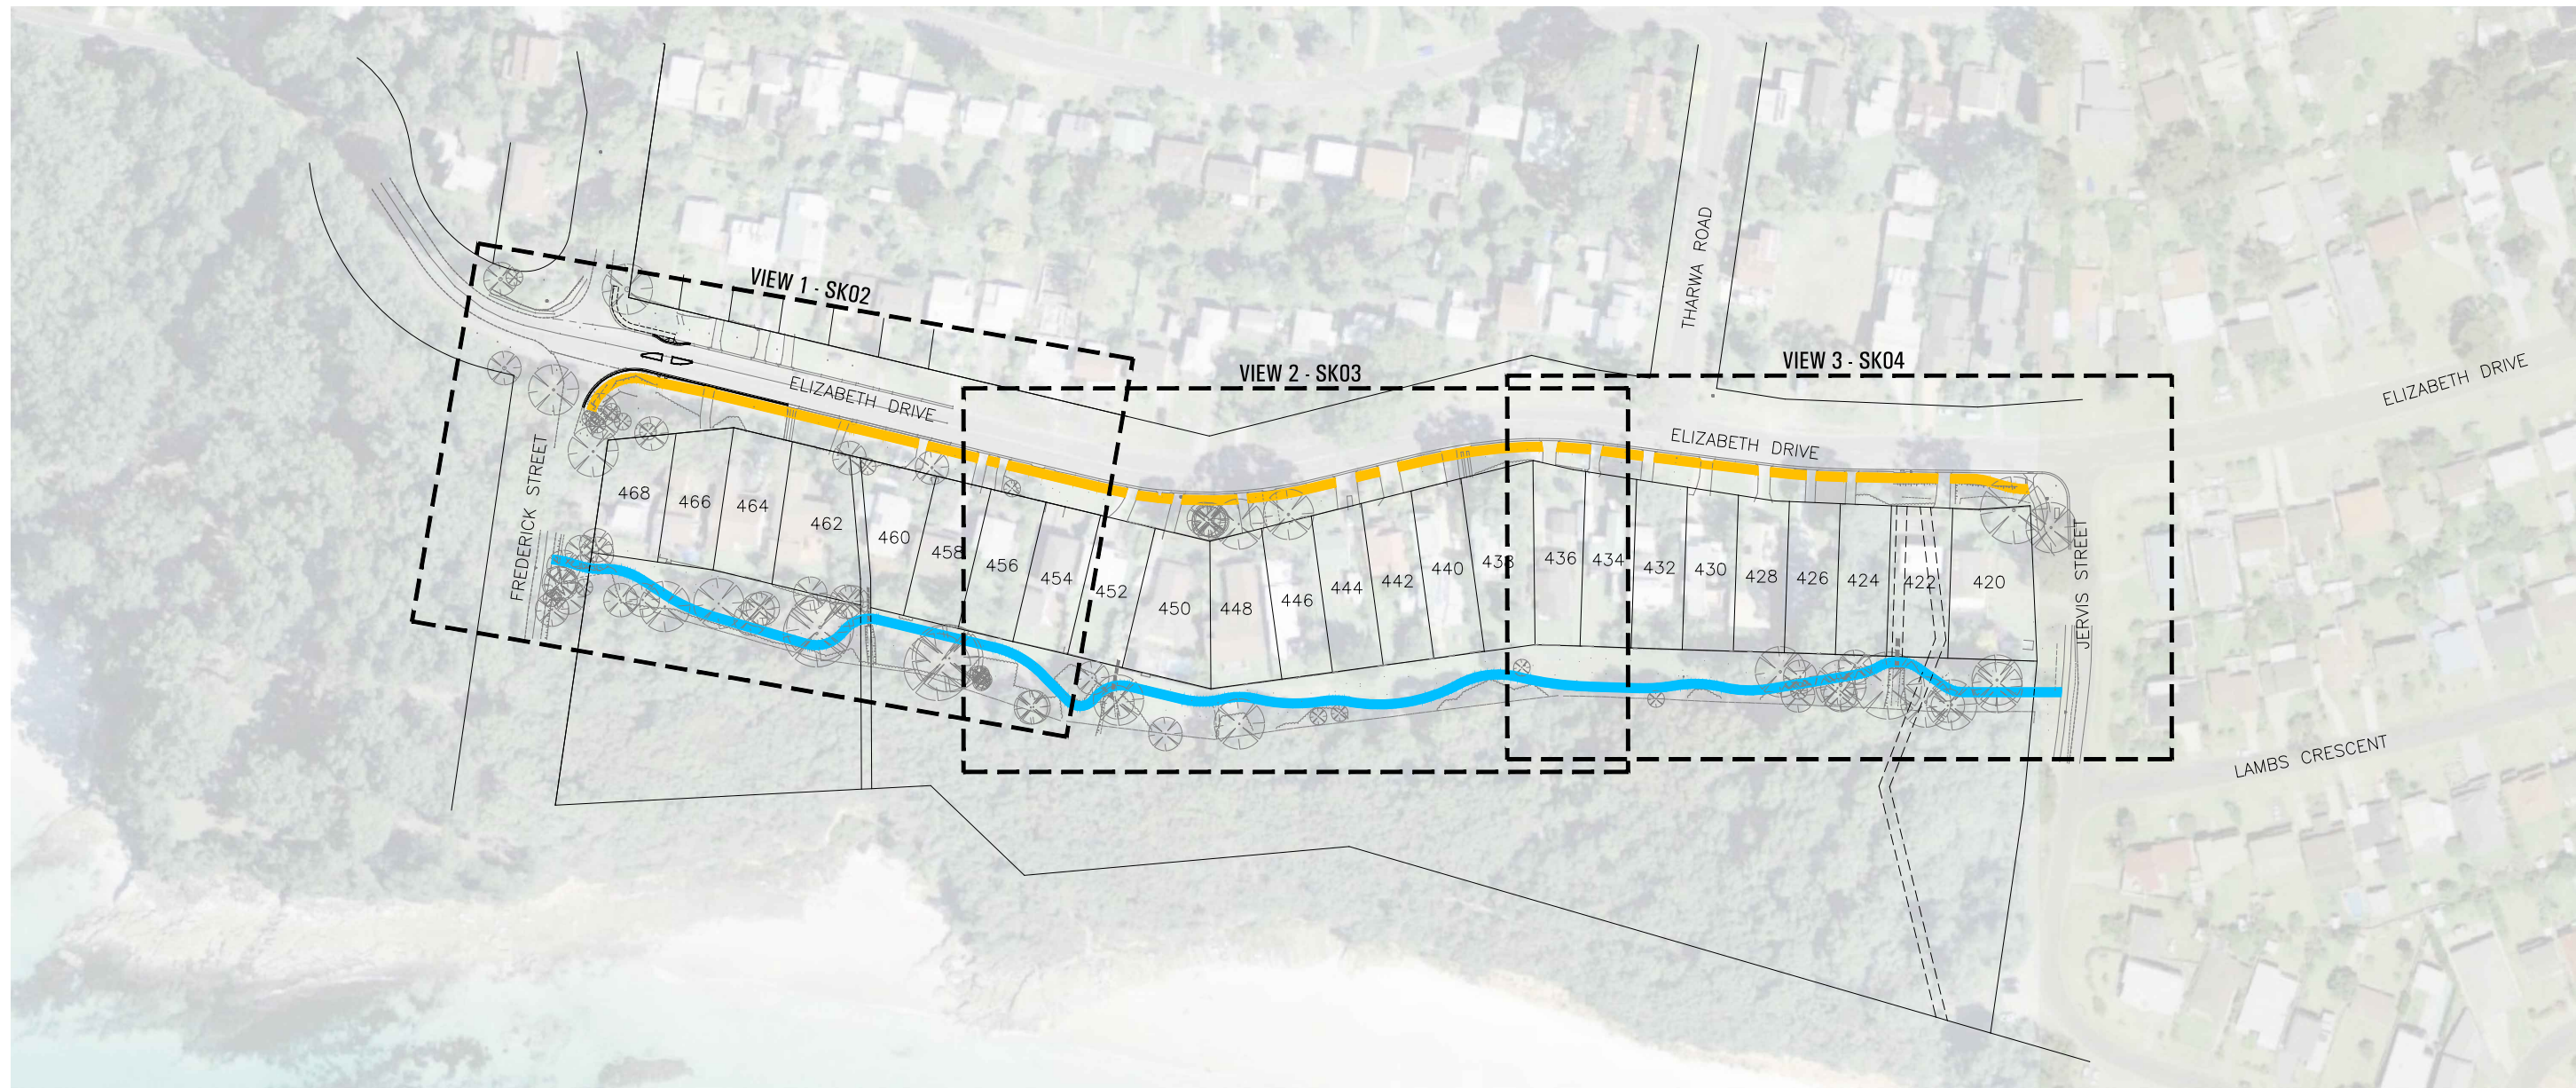 VIEW 1 - SK02
THARWA ROAD
VIEW 2 - SK03
VIEW 3 - SK04
ELIZABETH DRIVE
ELIZABETH DRIVE
ELIZABETH DRIVE
FREDERICK STREET
468
466
464
462
460
458
456
454
452
450
448
446
444
442
440
438
436
434
432
430
428
426
424
422
420
JERVIS STREET
LAMBS CRESCENT